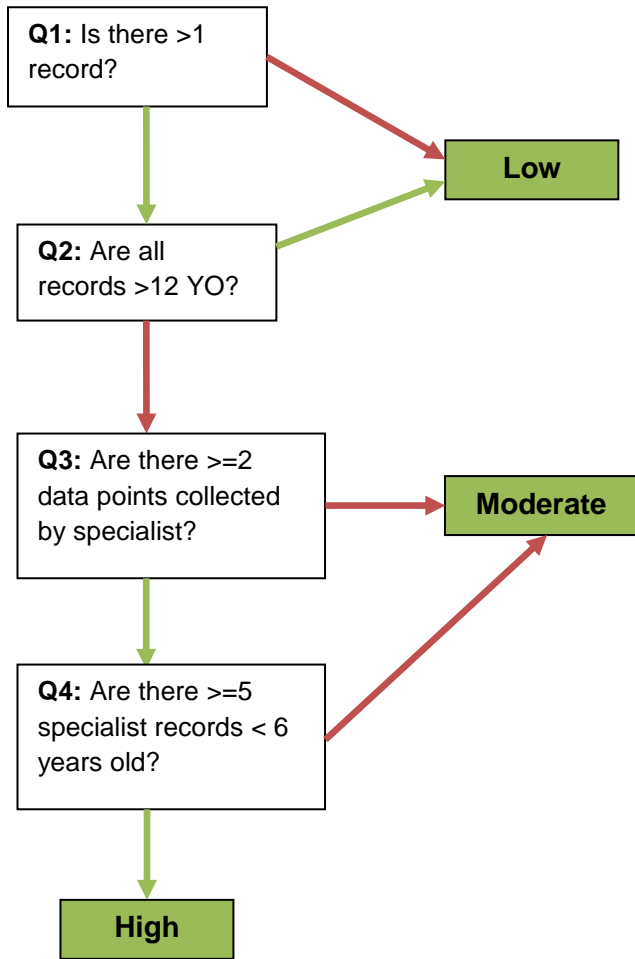 Q1: Is there >1
record?
Low
Q2: Are all
records >12 YO?
Q3: Are there >=2
data points collected
by specialist?
Moderate
Q4: Are there >=5
specialist records < 6
years old?
High